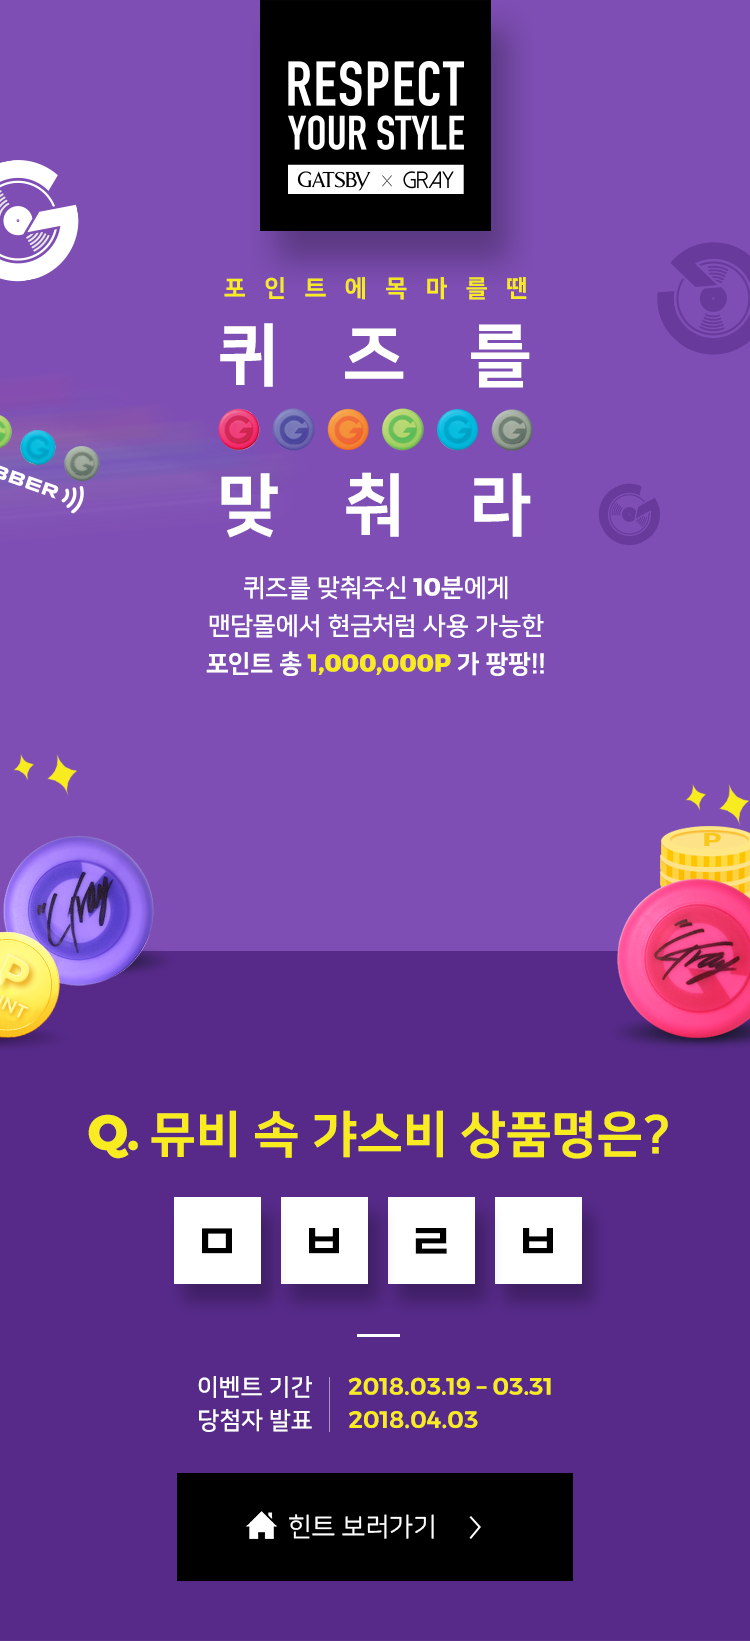 RESPECT
YOUR STYLE
GATSBY × GRAY
포인트에목마를땐
퀴즈를
G G G G G G
맞춰라
BBER
퀴즈를 맞춰주신 10분에게
맨담몰에서 현금처럼 사용 가능한
포인트 총 1,000,000P 가 팡팡!!
P
Gray
Gray
P
INT
Q. 뮤비 속 갸스비 상품명은?
ㅁ ㅂ ㄹ ㅂ
이벤트 기간 2018.03.19 - 03.31
당첨자 발표 2018.04.03
힌트 보러가기 >